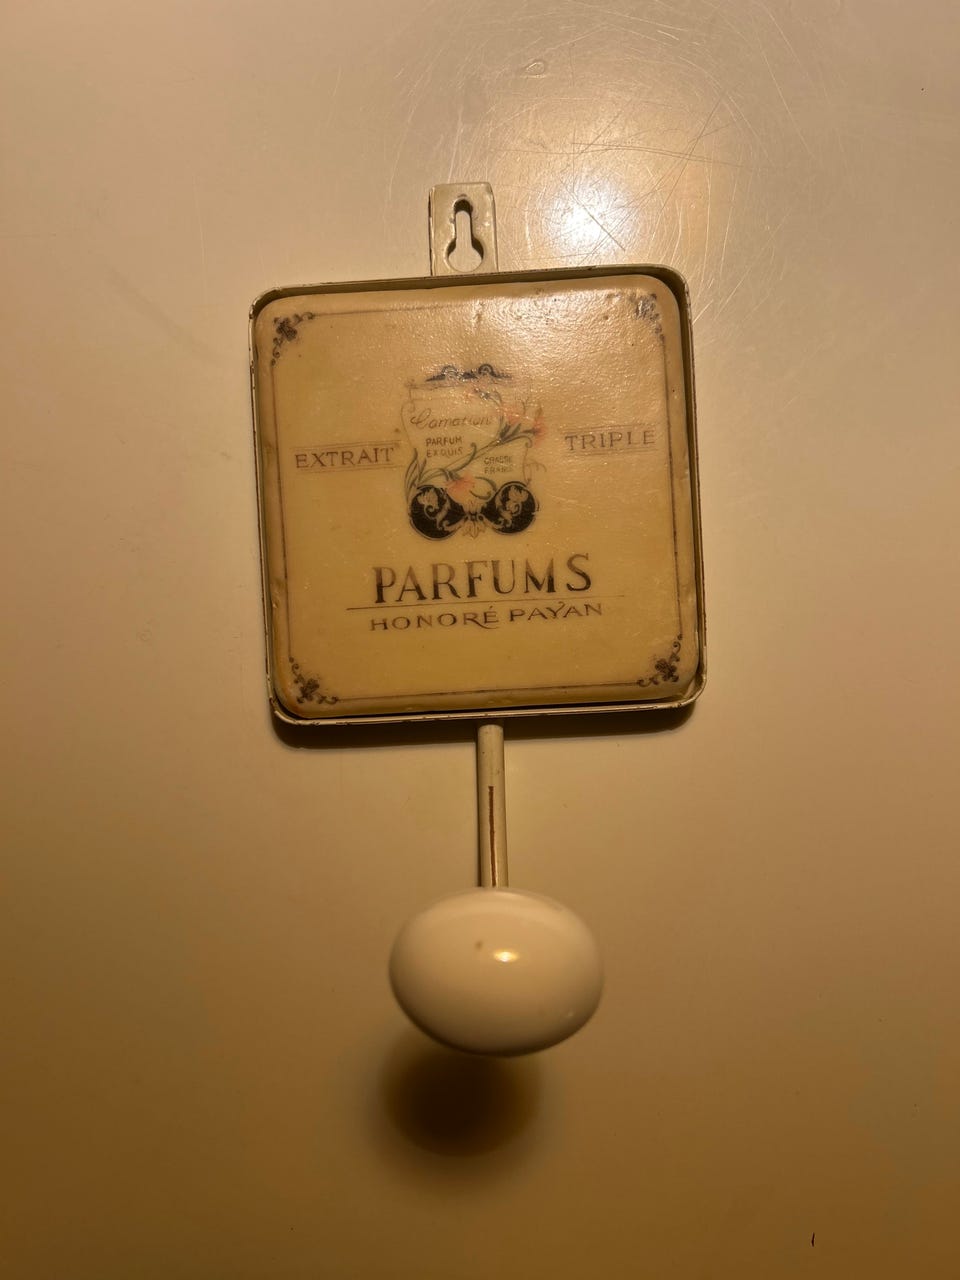 Carnation
PARFUM
EXQUIS
GRASSE
FRANCE
EXTRAIT
TRIPLE
PARFUMS
HONORÉ PAYAN